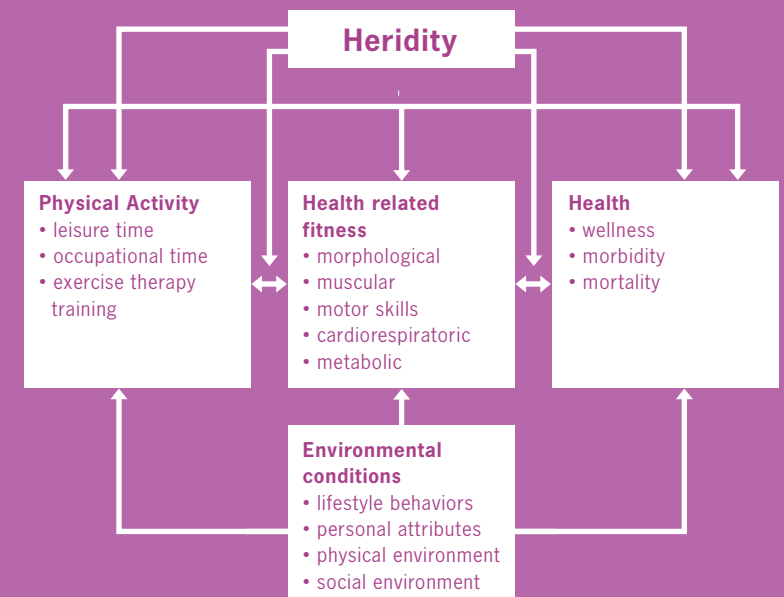 Heridity
Physical Activity
• leisure time
• occupational time
• exercise therapy
training
Health related
fitness
• morphological
• muscular
• motor skills
• cardiorespiratoric
• metabolic
Health
• wellness
• morbidity
• mortality
Environmental
conditions
• lifestyle behaviors
• personal attributes
• physical environment
• social environment